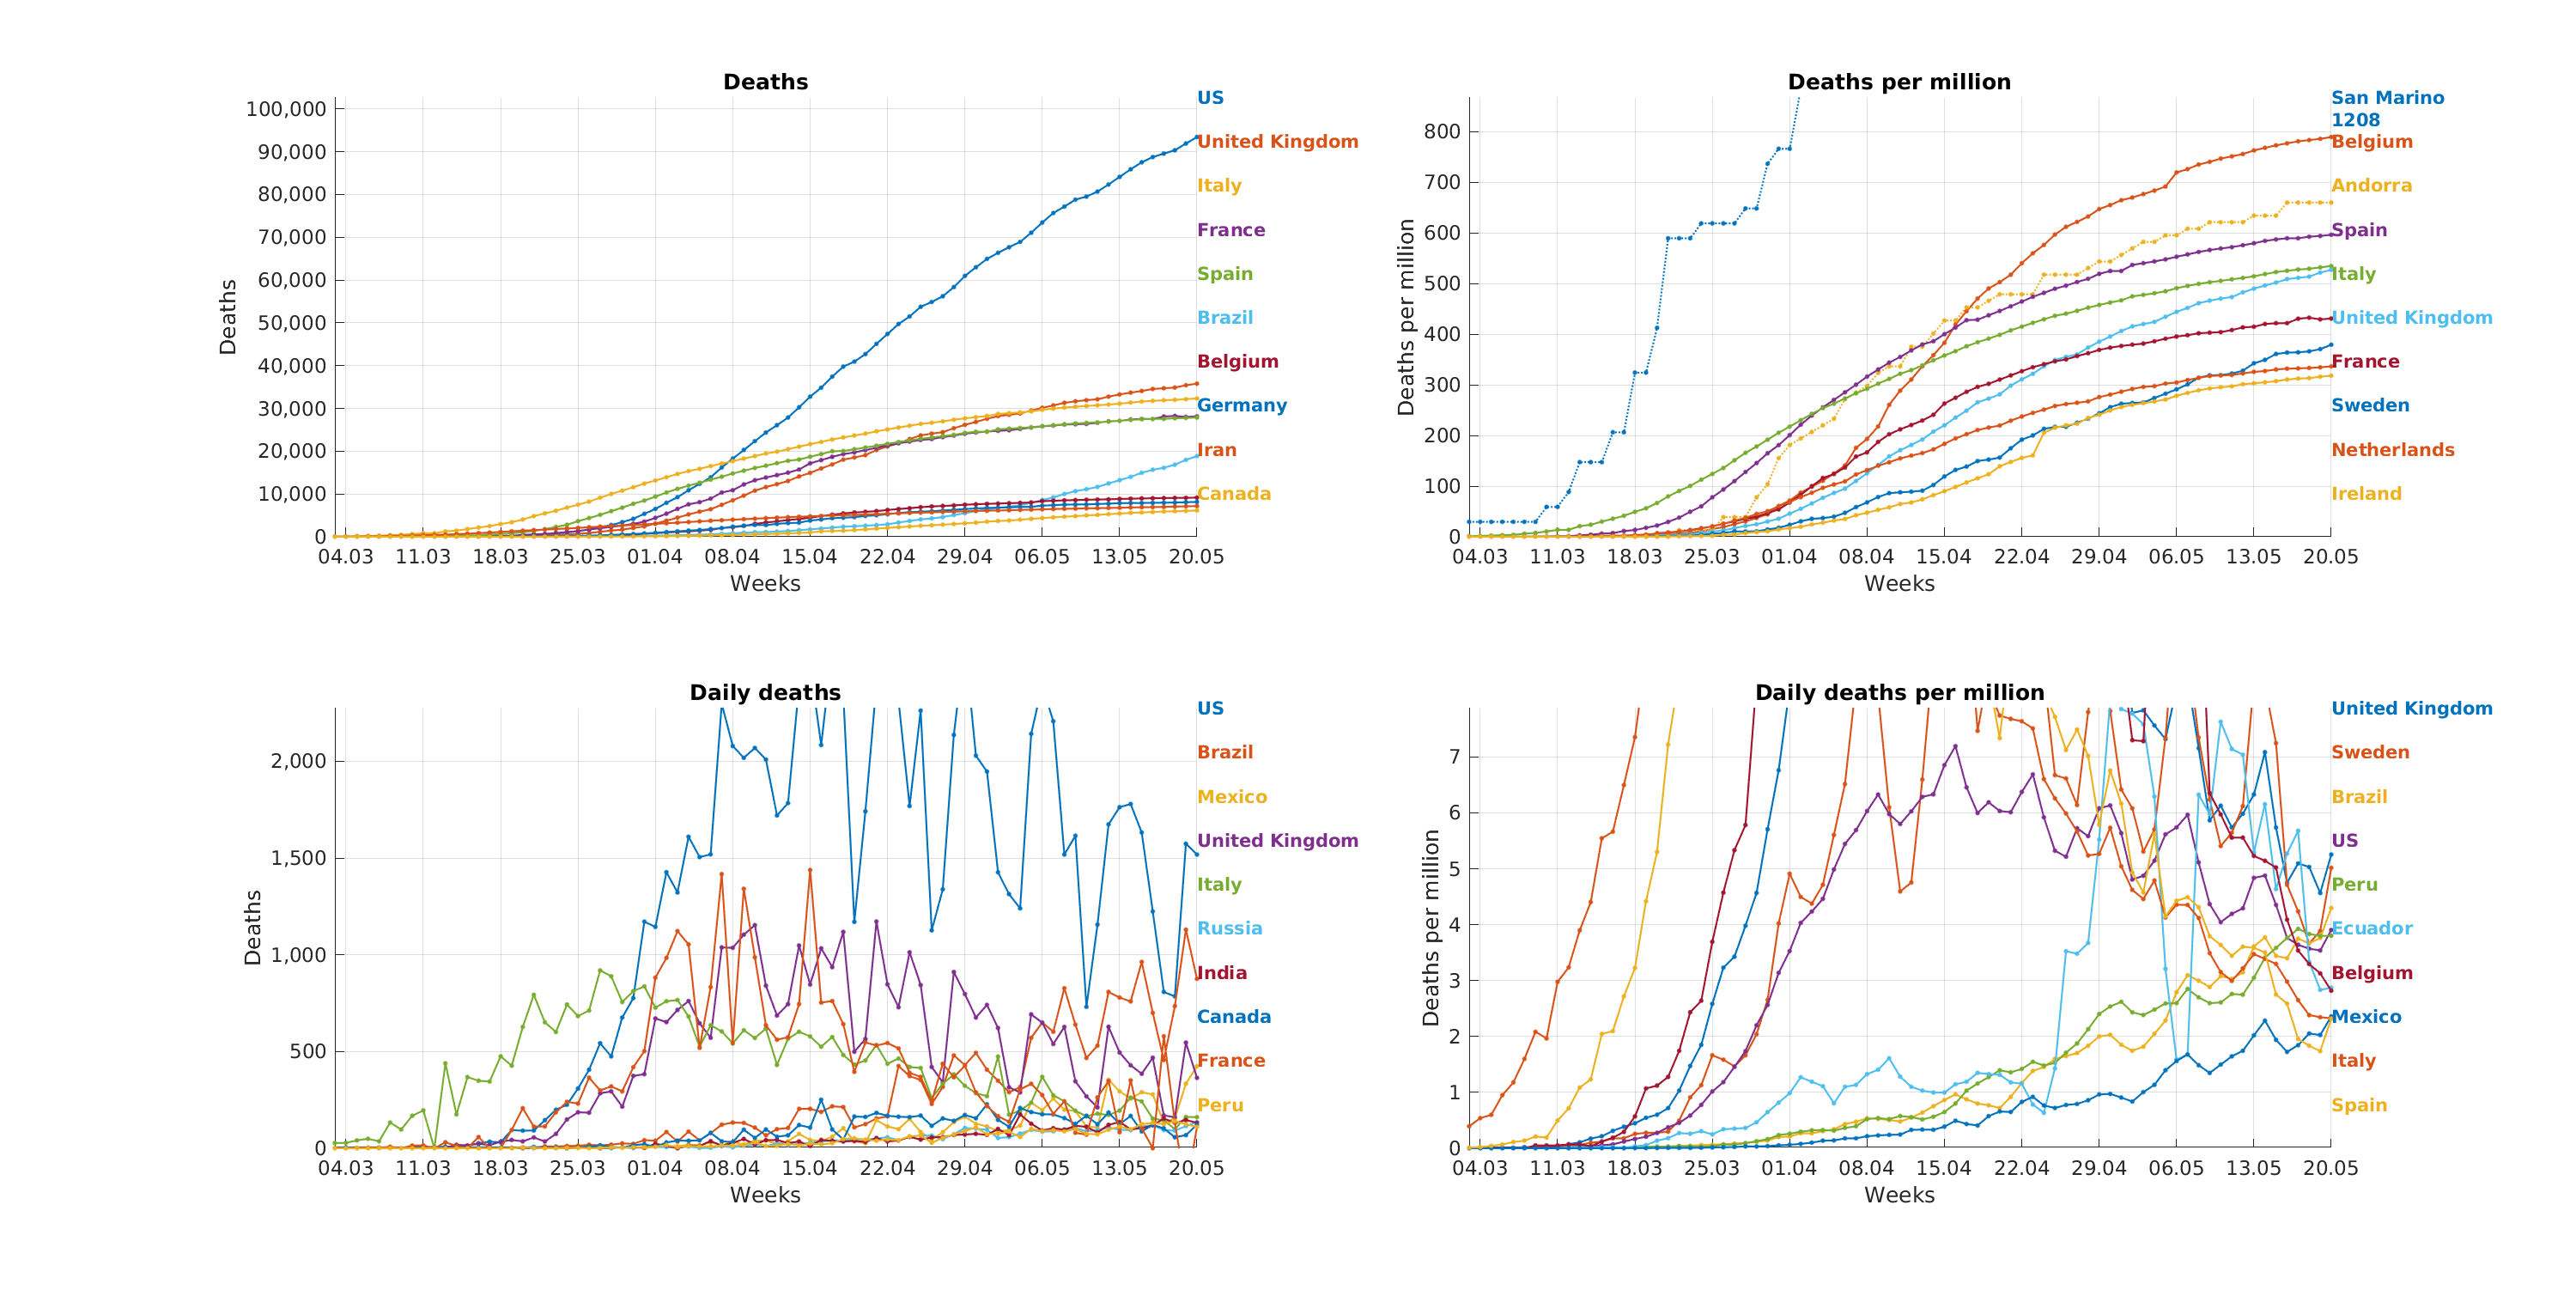 Deaths
100,000
90,000
80,000
70,000
60,000
50,000
40,000
30,000
20,000
10,000
0
Deaths
04.03 11.03 18.03 25.03 01.04 08.04 15.04 22.04 29.04 06.05 13.05 20.05
Weeks
US
United Kingdom
Italy
France
Spain
Brazil
Belgium
Germany
Iran
Canada
Deaths per million
800
700
600
500
400
300
200
100
0
Deaths per million
04.03 11.03 18.03 25.03 01.04 08.04 15.04 22.04 29.04 06.05 13.05 20.05
Weeks
San Marino
1208
Belgium
Andorra
Spain
Italy
United Kingdom
France
Sweden
Netherlands
Ireland
Daily deaths
2,000
1,500
1,000
500
0
Deaths
04.03 11.03 18.03 25.03 01.04 08.04 15.04 22.04 29.04 06.05 13.05 20.05
Weeks
US
Brazil
Mexico
United Kingdom
Italy
Russia
India
Canada
France
Peru
Daily deaths per million
7
6
5
4
3
2
1
0
Deaths per million
04.03 11.03 18.03 25.03 01.04 08.04 15.04 22.04 29.04 06.05 13.05 20.05
Weeks
United Kingdom
Sweden
Brazil
US
Peru
Ecuador
Belgium
Mexico
Italy
Spain